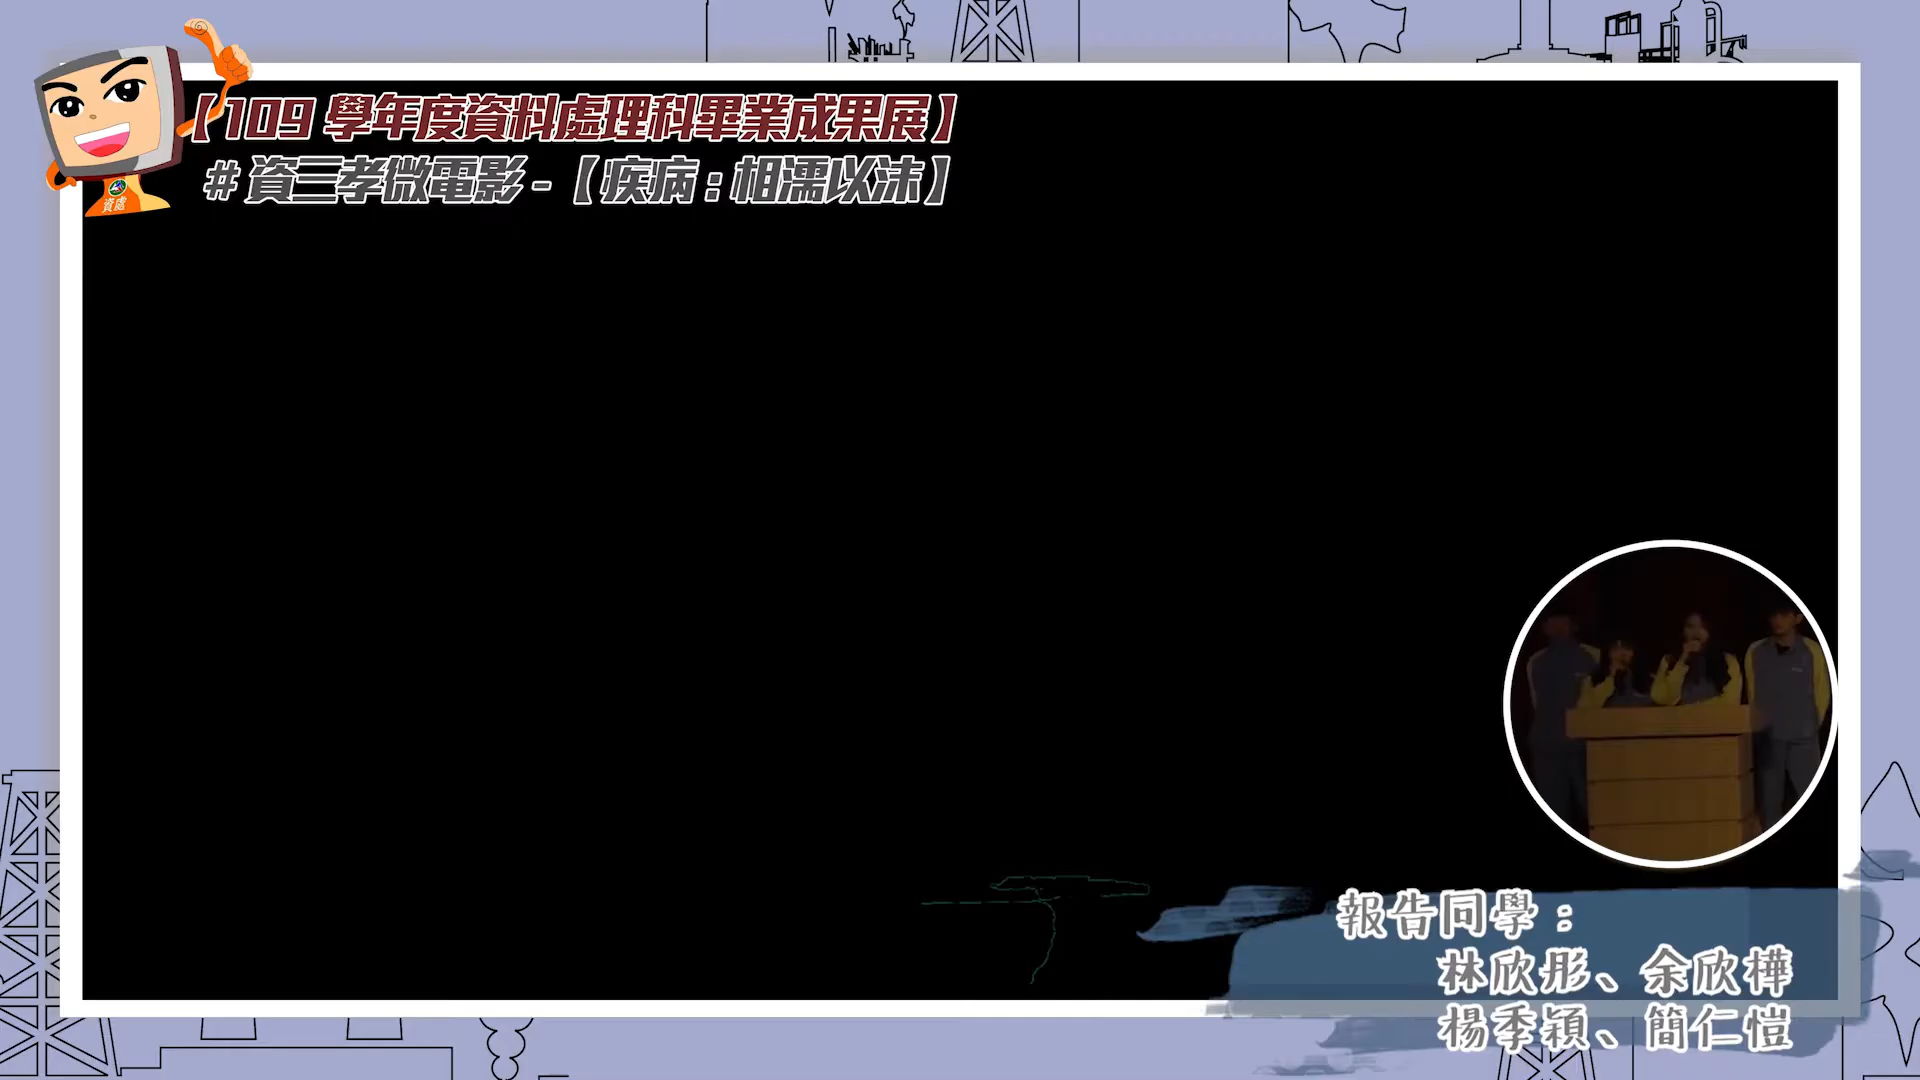 【109 學年度資料處理科畢業成果展】
# 資三孝微電影 -【疾病 : 相濡以沫】
資處
報告同學：
林欣彤、余欣樺
楊季穎、簡仁愷